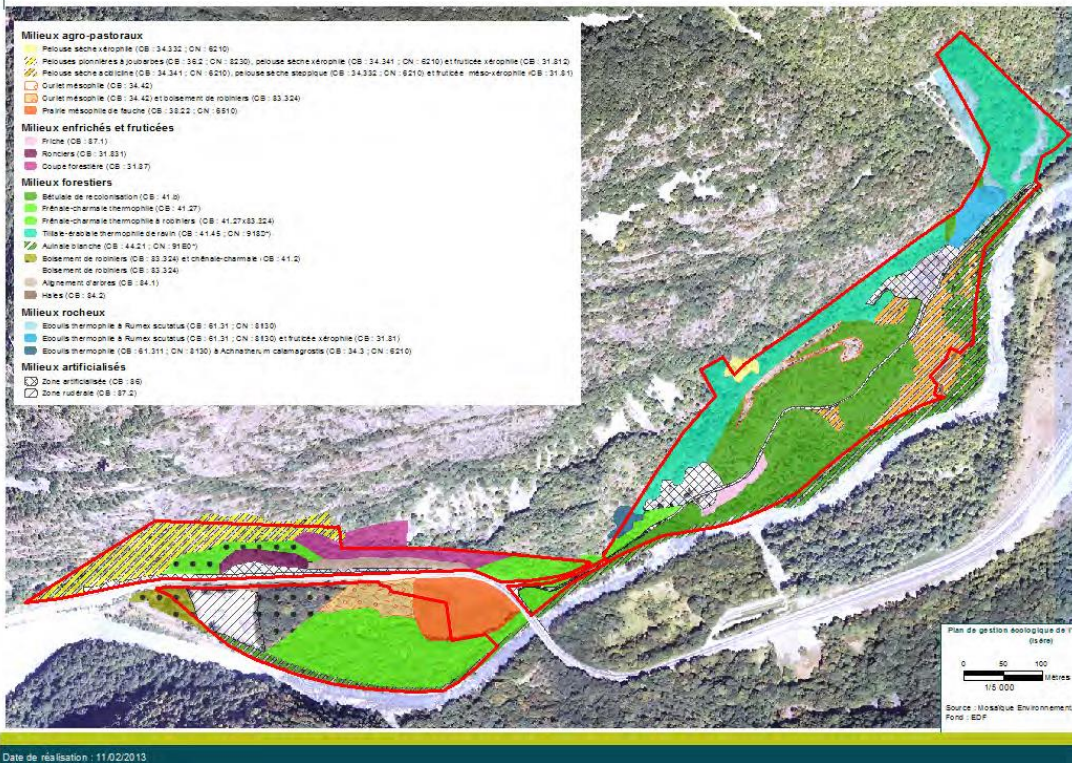 Milieux agro-pastoraux
Pelouse sèche xérophile (CB : 34.332 ; CN : 6210)
Pelouses pionnières à joubarbes (CB : 36.2 ; CN : 8230), pelouse sèche xérophile (CB : 34.341 ; CN : 6210) et fruticée xérophile (CB : 31.812)
Pelouse sèche acidicline (CB : 34.341 ; CN : 6210), pelouse sèche steppique (CB : 34.332 ; CN : 6210) et fruticée méso-xérophile (CB : 31.81)
Ourlet mésophile (CB : 34.42)
Ourlet mésophile (CB : 34.42) et boisement de robiniers (CB : 83.324)
Prairie mésophile de fauche (CB : 38.22 ; CN : 6510)
Milieux enfrichés et fruticées
Friche (CB : 87.1)
Ronciers (CB : 31.831)
Coupe forestière (CB : 31.87)
Milieux forestiers
Bétulaie de recolonisation (CB : 41.b)
Frênaie-charmaie thermophile (CB : 41.27)
Frênaie-charmaie thermophile à robiniers (CB : 41.27x83.324)
Tiliaie-érablaie thermophile de ravin (CB : 41.45 ; CN : 9180*)
Aulnaie blanche (CB : 44.21 ; CN : 91E0*)
Boisement de robiniers (CB : 83.324) et chênaie-charmaie (CB : 41.2)
Boisement de robiniers (CB : 83.324)
Alignement d'arbres (CB : 84.1)
Haies (CB : 84.2)
Milieux rocheux
Eboulis thermophile à Rumex scutatus (CB : 61.31 ; CN : 8130)
Eboulis thermophile à Rumex scutatus (CB : 61.31 ; CN : 8130) et fruticée xérophile (CB : 31.81)
Eboulis thermophile (CB : 61.311 ; CN : 8130) à Achnatherum calamagrostis (CB : 34.3 ; CN : 6210)
Milieux artificialisés
Zone artificialisée (CB : 86)
Zone rudérale (CB : 87.2)
Plan de gestion écologique de l'
(Isère)
0 50 100
Mètres
1/5 000
Source : Mosaïque Environnement
Fond : EDF
Date de réalisation : 11/02/2013